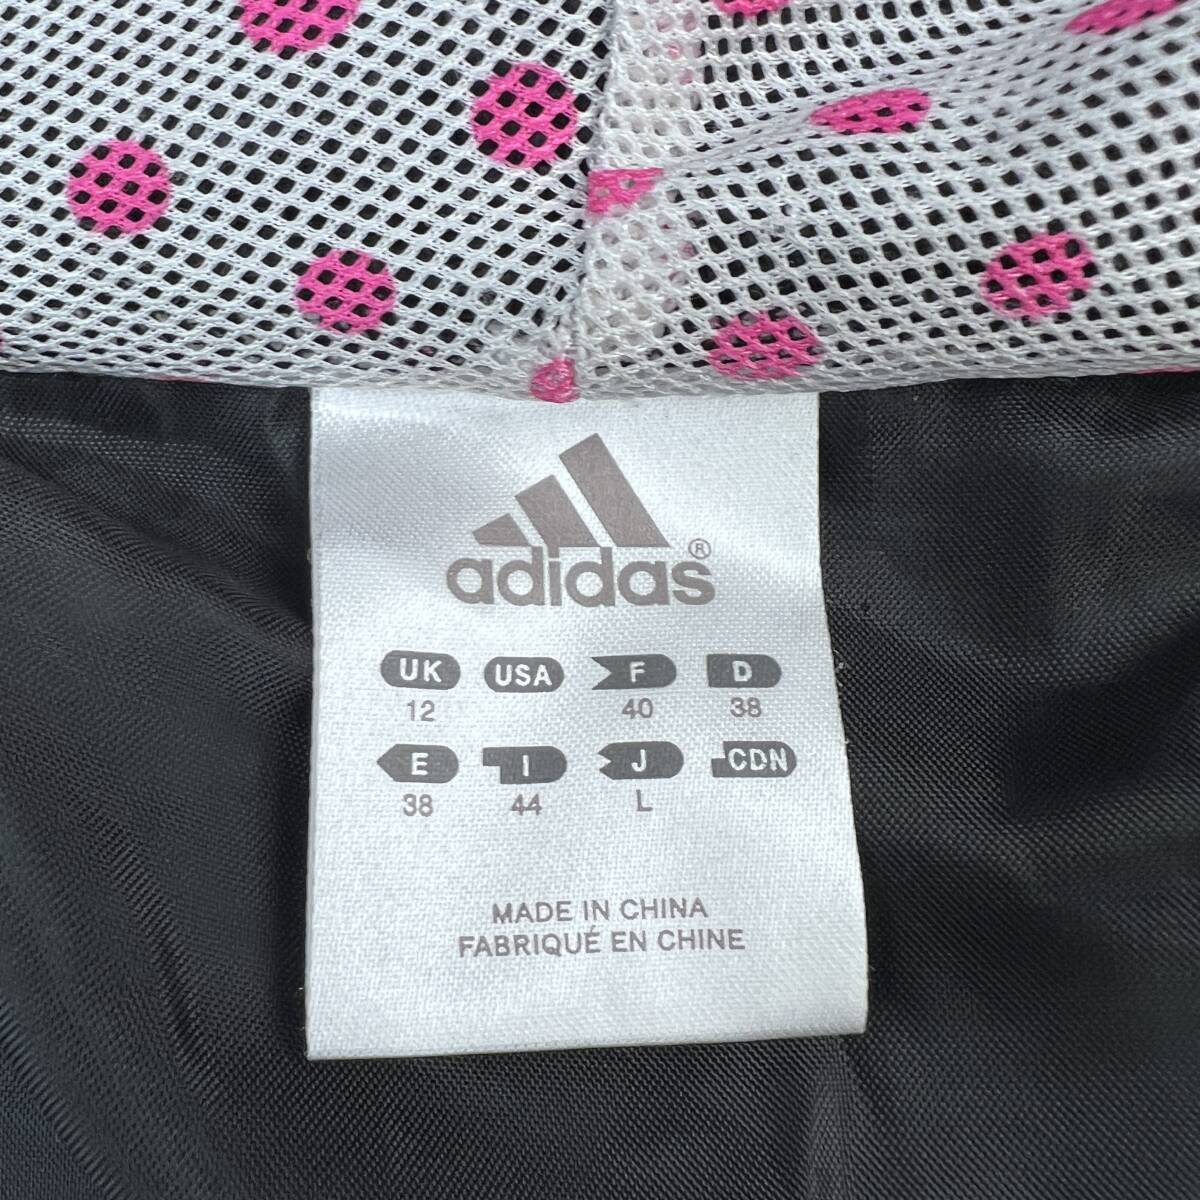 adidas®
UK USA F D
12 40 38
E I J CDN
38 44 L
MADE IN CHINA
FABRIQUÉ EN CHINE